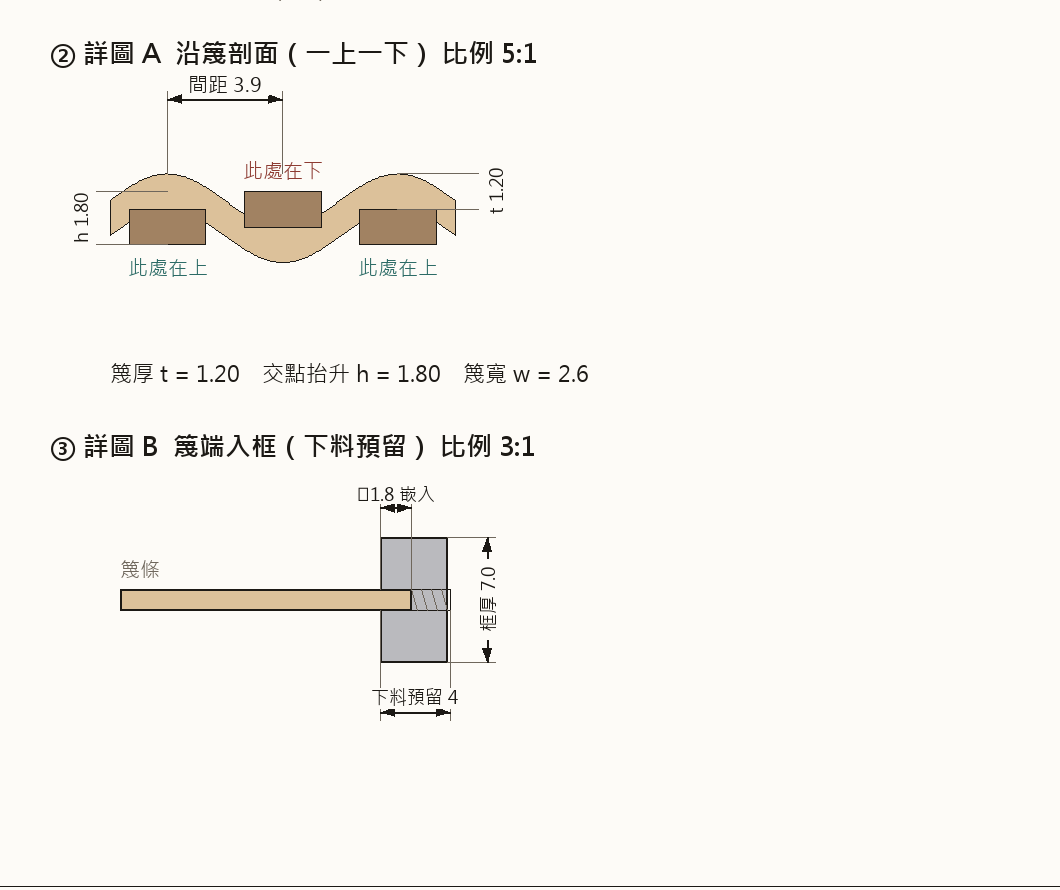 ② 詳圖 A 沿篾剖面（一上一下） 比例 5:1
間距 3.9
此處在下
t 1.20
h 1.80
此處在上 此處在上
篾厚 t = 1.20 交點抬升 h = 1.80 篾寬 w = 2.6
③ 詳圖 B 篾端入框（下料預留） 比例 3:1
□1.8 嵌入
篾條
框厚 7.0
下料預留 4